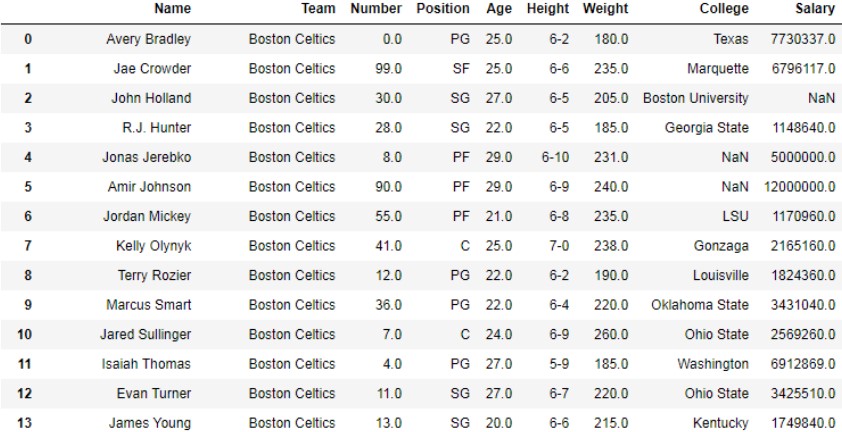 Name Team Number Position Age Height Weight College Salary
0 Avery Bradley Boston Celtics 0.0 PG 25.0 6-2 180.0 Texas 7730337.0
1 Jae Crowder Boston Celtics 99.0 SF 25.0 6-6 235.0 Marquette 6796117.0
2 John Holland Boston Celtics 30.0 SG 27.0 6-5 205.0 Boston University NaN
3 R.J. Hunter Boston Celtics 28.0 SG 22.0 6-5 185.0 Georgia State 1148640.0
4 Jonas Jerebko Boston Celtics 8.0 PF 29.0 6-10 231.0 NaN 5000000.0
5 Amir Johnson Boston Celtics 90.0 PF 29.0 6-9 240.0 NaN 12000000.0
6 Jordan Mickey Boston Celtics 55.0 PF 21.0 6-8 235.0 LSU 1170960.0
7 Kelly Olynyk Boston Celtics 41.0 C 25.0 7-0 238.0 Gonzaga 2165160.0
8 Terry Rozier Boston Celtics 12.0 PG 22.0 6-2 190.0 Louisville 1824360.0
9 Marcus Smart Boston Celtics 36.0 PG 22.0 6-4 220.0 Oklahoma State 3431040.0
10 Jared Sullinger Boston Celtics 7.0 C 24.0 6-9 260.0 Ohio State 2569260.0
11 Isaiah Thomas Boston Celtics 4.0 PG 27.0 5-9 185.0 Washington 6912869.0
12 Evan Turner Boston Celtics 11.0 SG 27.0 6-7 220.0 Ohio State 3425510.0
13 James Young Boston Celtics 13.0 SG 20.0 6-6 215.0 Kentucky 1749840.0